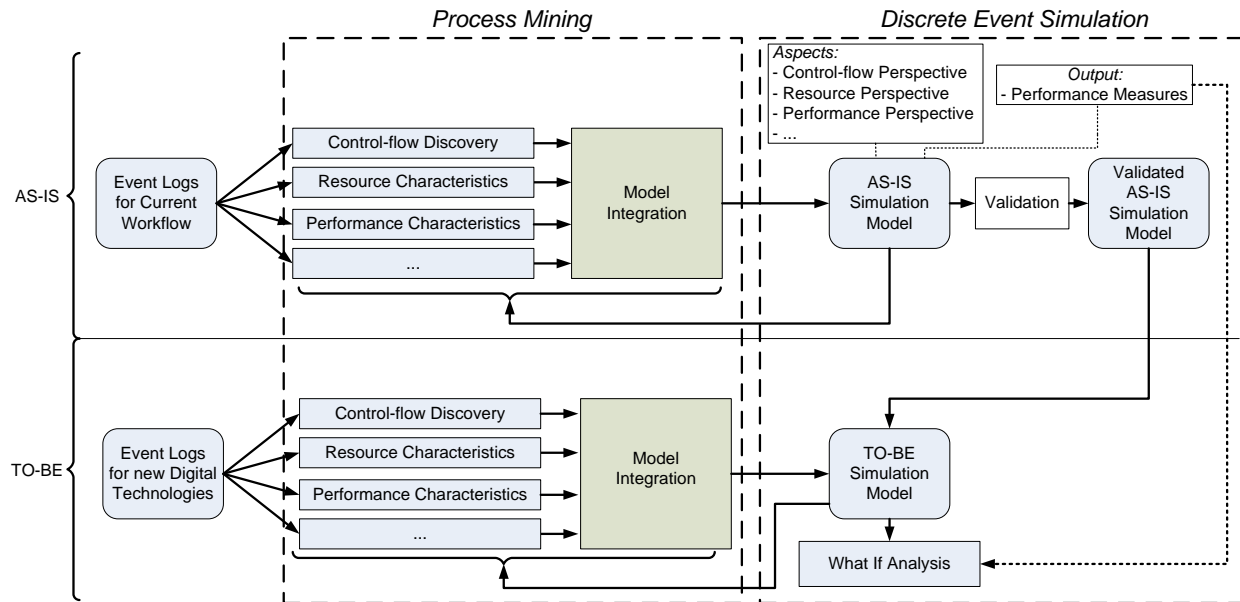 Process Mining
Discrete Event Simulation
Aspects:
- Control-flow Perspective
- Resource Perspective
- Performance Perspective
- ...
Output:
- Performance Measures
AS-IS
Event Logs
for Current
Workflow
Control-flow Discovery
Resource Characteristics
Performance Characteristics
...
Model
Integration
AS-IS
Simulation
Model
Validation
Validated
AS-IS
Simulation
Model
TO-BE
Event Logs
for new Digital
Technologies
Control-flow Discovery
Resource Characteristics
Performance Characteristics
...
Model
Integration
TO-BE
Simulation
Model
What If Analysis